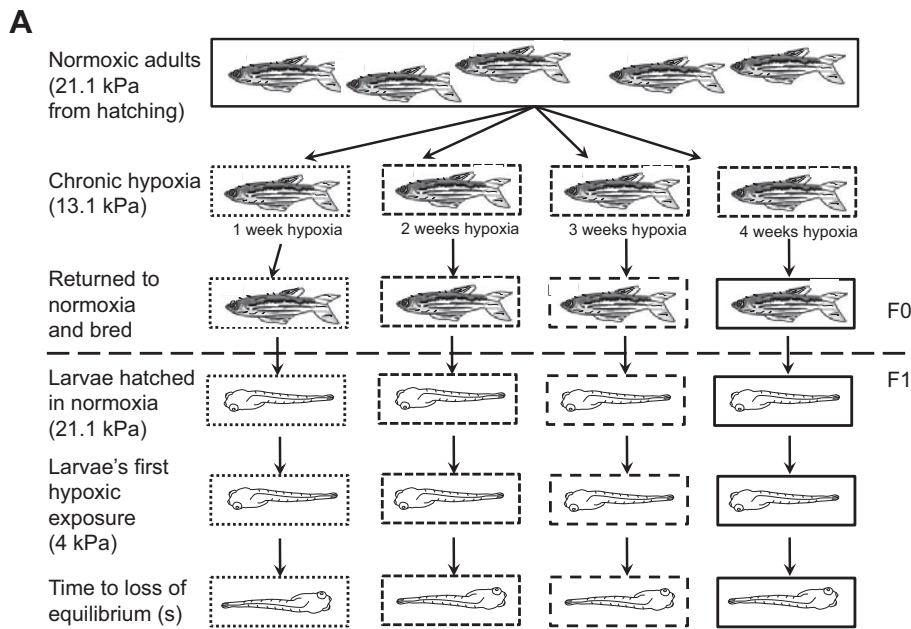 A
Normoxic adults
(21.1 kPa
from hatching)
Chronic hypoxia
(13.1 kPa)
1 week hypoxia
2 weeks hypoxia
3 weeks hypoxia
4 weeks hypoxia
Returned to
normoxia
and bred
F0
Larvae hatched
in normoxia
(21.1 kPa)
F1
Larvae's first
hypoxic
exposure
(4 kPa)
Time to loss of
equilibrium (s)